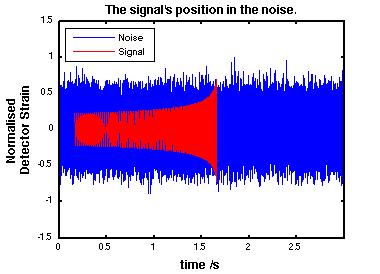 The signal's position in the noise.
Noise
Signal
Normalised
Detector Strain
1.5
1
0.5
0
-0.5
-1
-1.5
0
0.5
1
1.5
2
2.5
3
time /s